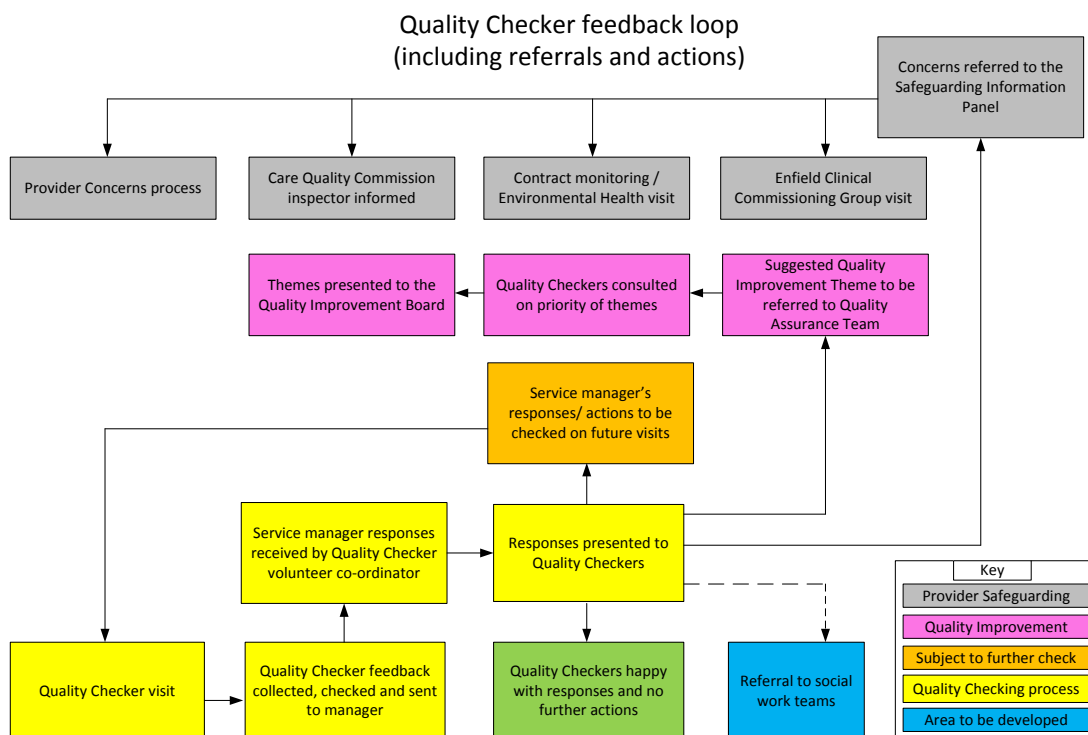 Quality Checker feedback loop
(including referrals and actions)
Concerns referred to the
Safeguarding Information
Panel
Provider Concerns process
Care Quality Commission
inspector informed
Contract monitoring /
Environmental Health visit
Enfield Clinical
Commissioning Group visit
Themes presented to the
Quality Improvement Board
Quality Checkers consulted
on priority of themes
Suggested Quality
Improvement Theme to be
referred to Quality
Assurance Team
Service manager’s
responses/ actions to be
checked on future visits
Service manager responses
received by Quality Checker
volunteer co-ordinator
Responses presented to
Quality Checkers
Quality Checker visit
Quality Checker feedback
collected, checked and sent
to manager
Quality Checkers happy
with responses and no
further actions
Referral to social
work teams
Key
Provider Safeguarding
Quality Improvement
Subject to further check
Quality Checking process
Area to be developed